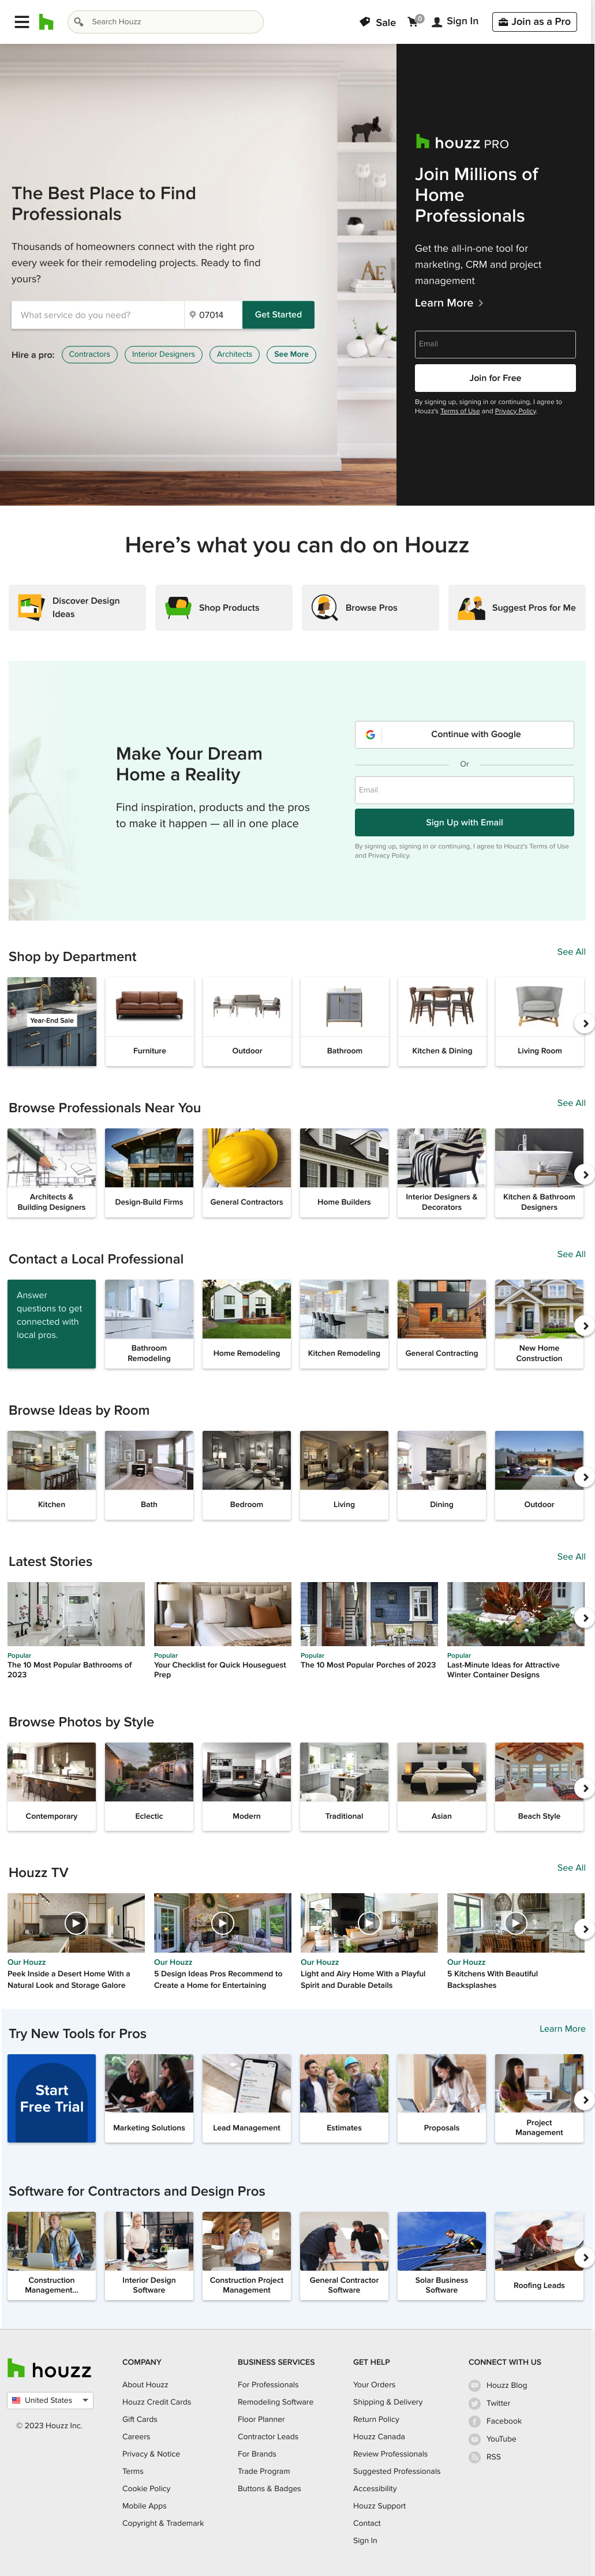 Search Houzz
Sale
0
Sign In
Join as a Pro
The Best Place to Find
Professionals
Thousands of homeowners connect with the right pro
every week for their remodeling projects. Ready to find
yours?
What service do you need?
07014
Get Started
Hire a pro:
Contractors
Interior Designers
Architects
See More
houzz PRO
Join Millions of
Home
Professionals
Get the all-in-one tool for
marketing, CRM and project
management
Learn More
Email
Join for Free
By signing up, signing in or continuing, I agree to
Houzz's Terms of Use and Privacy Policy.
Here's what you can do on Houzz
Discover Design
Ideas
Shop Products
Browse Pros
Suggest Pros for Me
Make Your Dream
Home a Reality
Find inspiration, products and the pros
to make it happen — all in one place
Continue with Google
Or
Email
Sign Up with Email
By signing up, signing in or continuing, I agree to Houzz's Terms of Use
and Privacy Policy.
Shop by Department
See All
Year-End Sale
Furniture
Outdoor
Bathroom
Kitchen & Dining
Living Room
Browse Professionals Near You
See All
Architects &
Building Designers
Design-Build Firms
General Contractors
Home Builders
Interior Designers &
Decorators
Kitchen & Bathroom
Designers
Contact a Local Professional
See All
Answer
questions to get
connected with
local pros.
Bathroom
Remodeling
Home Remodeling
Kitchen Remodeling
General Contracting
New Home
Construction
Browse Ideas by Room
Kitchen
Bath
Bedroom
Living
Dining
Outdoor
Latest Stories
See All
Popular
The 10 Most Popular Bathrooms of
2023
Popular
Your Checklist for Quick Houseguest
Prep
Popular
The 10 Most Popular Porches of 2023
Popular
Last-Minute Ideas for Attractive
Winter Container Designs
Browse Photos by Style
Contemporary
Eclectic
Modern
Traditional
Asian
Beach Style
Houzz TV
See All
Our Houzz
Peek Inside a Desert Home With a
Natural Look and Storage Galore
Our Houzz
5 Design Ideas Pros Recommend to
Create a Home for Entertaining
Our Houzz
Light and Airy Home With a Playful
Spirit and Durable Details
Our Houzz
5 Kitchens With Beautiful
Backsplashes
Try New Tools for Pros
Learn More
Start
Free Trial
Marketing Solutions
Lead Management
Estimates
Proposals
Project
Management
Software for Contractors and Design Pros
Construction
Management...
Interior Design
Software
Construction Project
Management
General Contractor
Software
Solar Business
Software
Roofing Leads
houzz
United States
© 2023 Houzz Inc.
COMPANY
About Houzz
Houzz Credit Cards
Gift Cards
Careers
Privacy & Notice
Terms
Cookie Policy
Mobile Apps
Copyright & Trademark
BUSINESS SERVICES
For Professionals
Remodeling Software
Floor Planner
Contractor Leads
For Brands
Trade Program
Buttons & Badges
GET HELP
Your Orders
Shipping & Delivery
Return Policy
Houzz Canada
Review Professionals
Suggested Professionals
Accessibility
Houzz Support
Contact
Sign In
CONNECT WITH US
Houzz Blog
Twitter
Facebook
YouTube
RSS